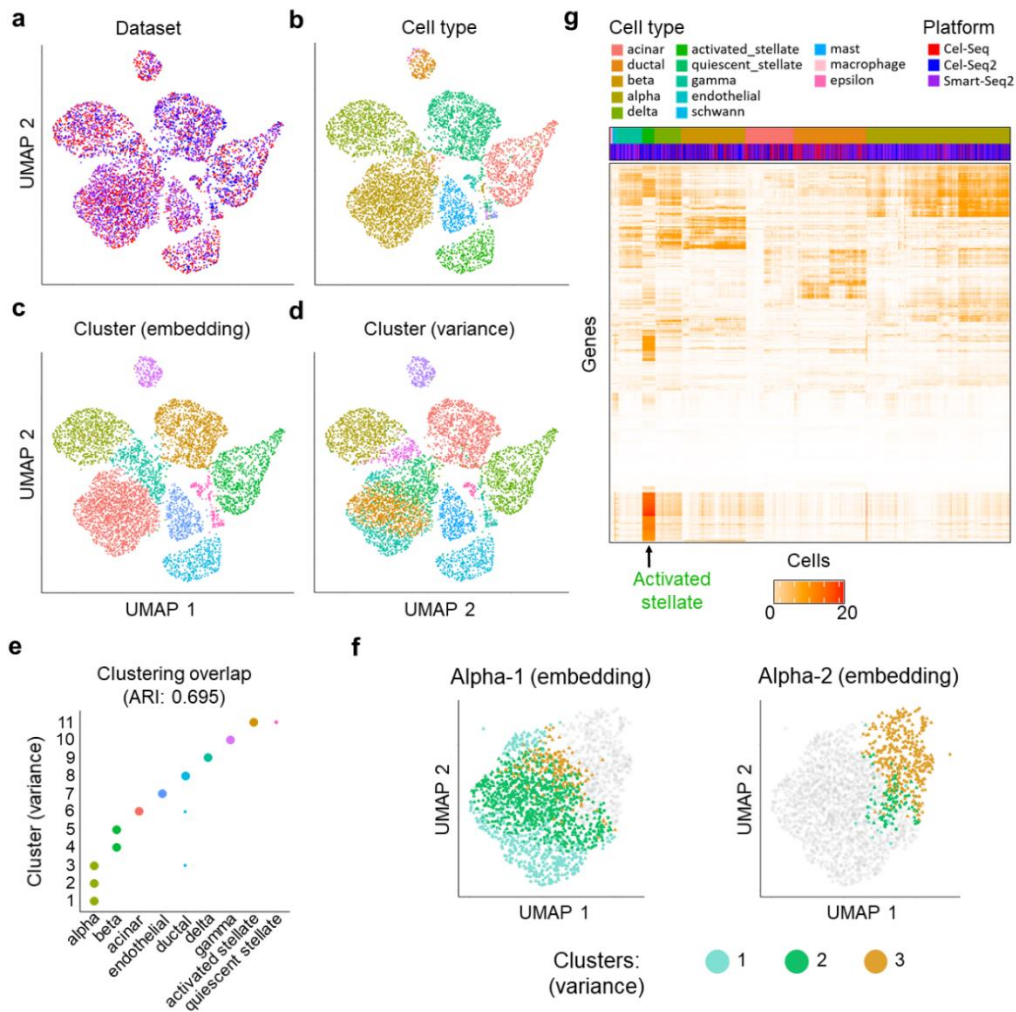 a
Dataset
UMAP 2
b
Cell type
c
Cluster (embedding)
UMAP 2
UMAP 1
d
Cluster (variance)
UMAP 2
e
Clustering overlap
(ARI: 0.695)
Cluster (variance)
11
10
9
8
7
6
5
4
3
2
1
alpha
beta
acinar
endothelial
ductal
delta
gamma
activated stellate
quiescent stellate
f
Alpha-1 (embedding)
UMAP 2
UMAP 1
Alpha-2 (embedding)
UMAP 2
UMAP 1
Clusters:
(variance)
1
2
3
g
Cell type
acinar
ductal
beta
alpha
delta
activated_stellate
quiescent_stellate
gamma
endothelial
schwann
mast
macrophage
epsilon
Platform
Cel-Seq
Cel-Seq2
Smart-Seq2
Genes
Cells
Activated
stellate
0
20